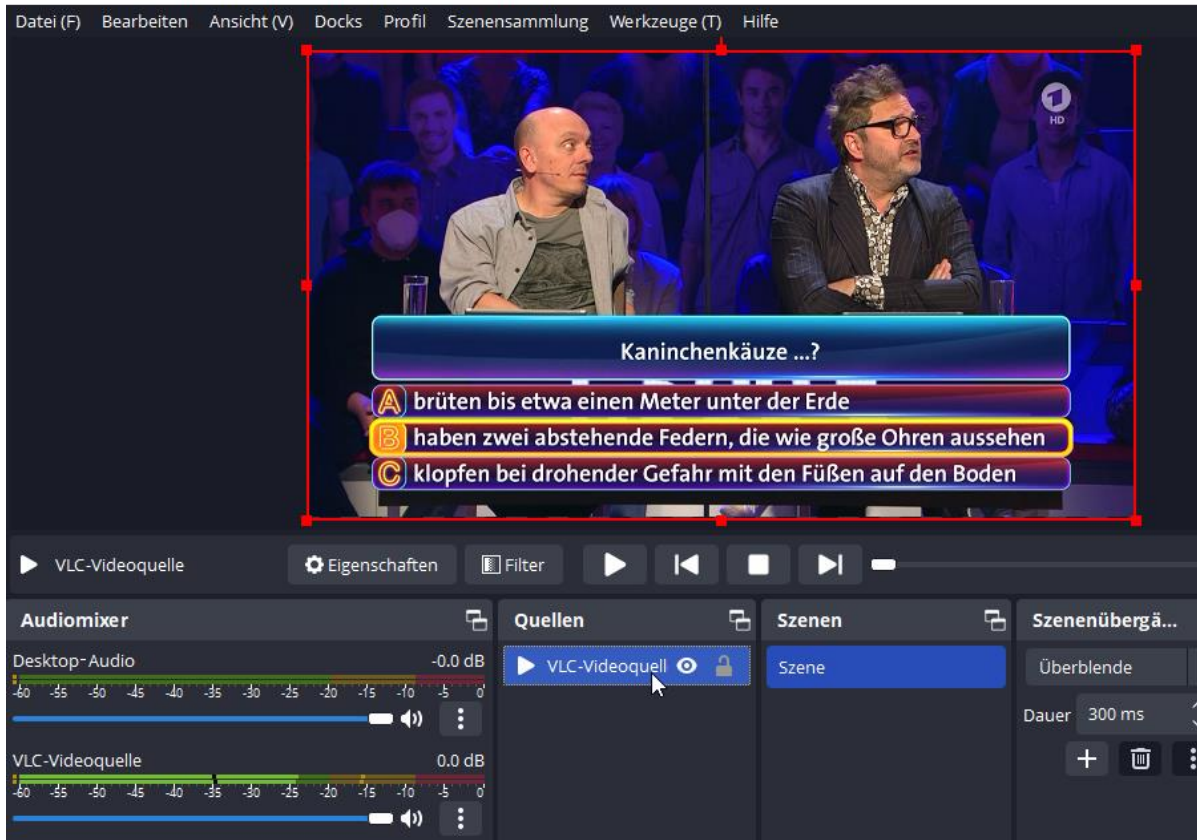 Datei (F) Bearbeiten Ansicht (V) Docks Profil Szenensammlung Werkzeuge (T) Hilfe
1
HD
Kaninchenkäuze ...?
A brüten bis etwa einen Meter unter der Erde
B haben zwei abstehende Federn, die wie große Ohren aussehen
C klopfen bei drohender Gefahr mit den Füßen auf den Boden
VLC-Videoquelle Eigenschaften Filter
Audiomixer
Desktop-Audio -0.0 dB
-60 -55 -50 -45 -40 -35 -30 -25 -20 -15 -10 -5 0
VLC-Videoquelle 0.0 dB
-60 -55 -50 -45 -40 -35 -30 -25 -20 -15 -10 -5 0
Quellen
VLC-Videoquell
Szenen
Szene
Szenenübergä...
Überblende
Dauer 300 ms